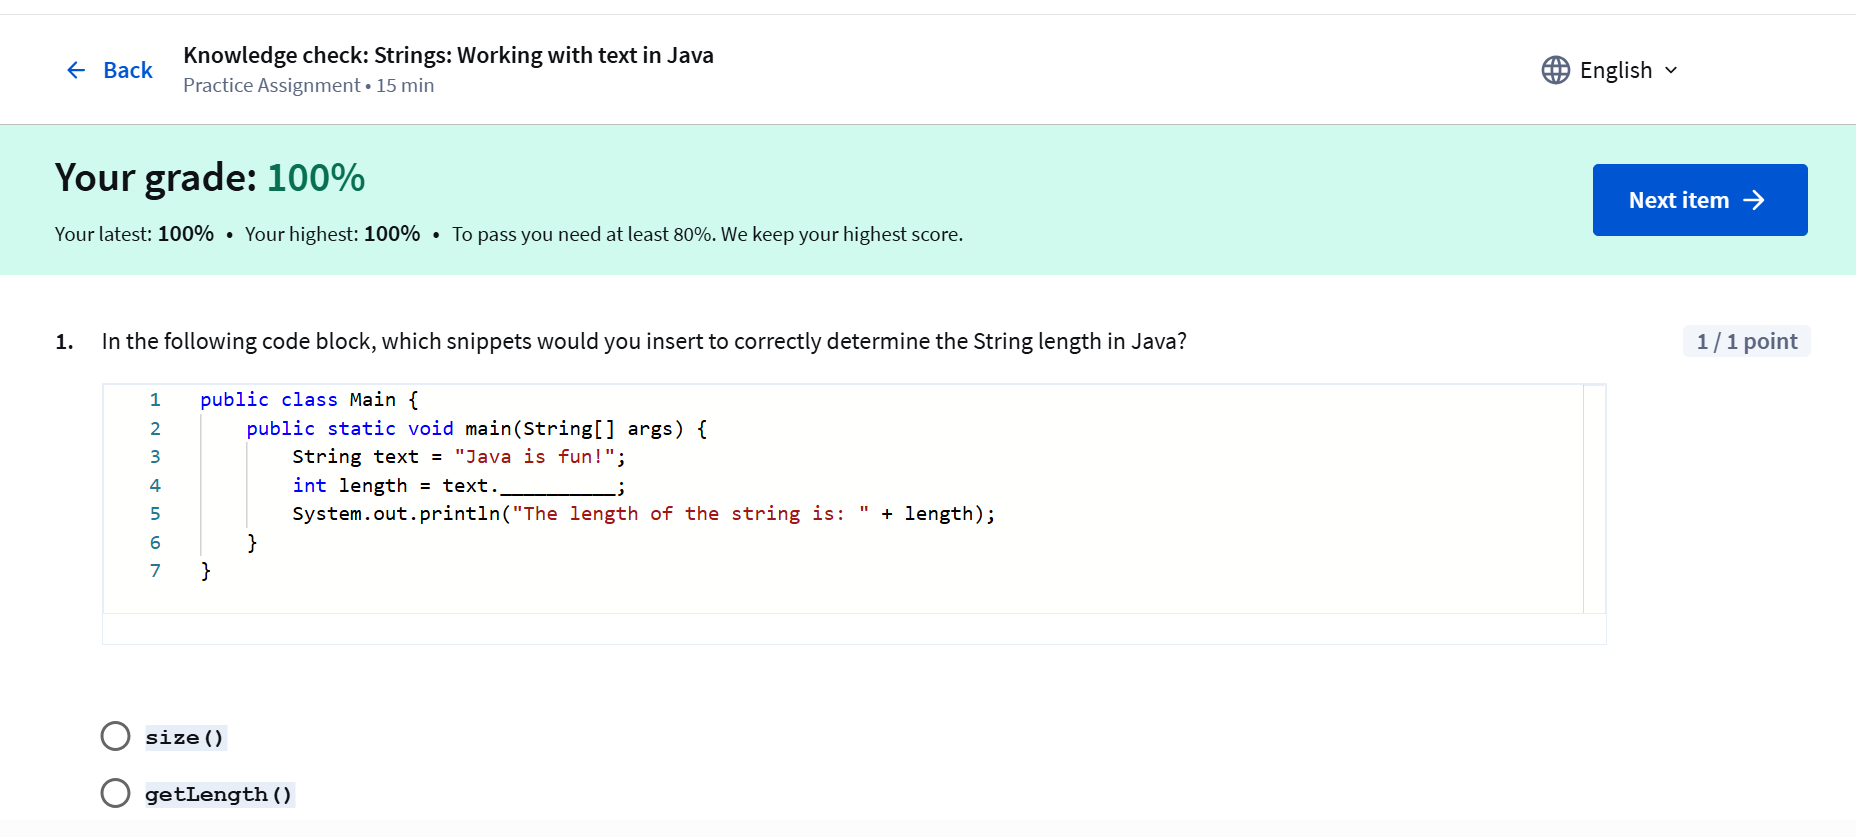 ← Back
Knowledge check: Strings: Working with text in Java
Practice Assignment • 15 min
English
Your grade: 100%
Your latest: 100% • Your highest: 100% • To pass you need at least 80%. We keep your highest score.
Next item →
1. In the following code block, which snippets would you insert to correctly determine the String length in Java?
1 / 1 point
1 public class Main {
2     public static void main(String[] args) {
3         String text = "Java is fun!";
4         int length = text.__________;
5         System.out.println("The length of the string is: " + length);
6     }
7 }
size()
getLength()